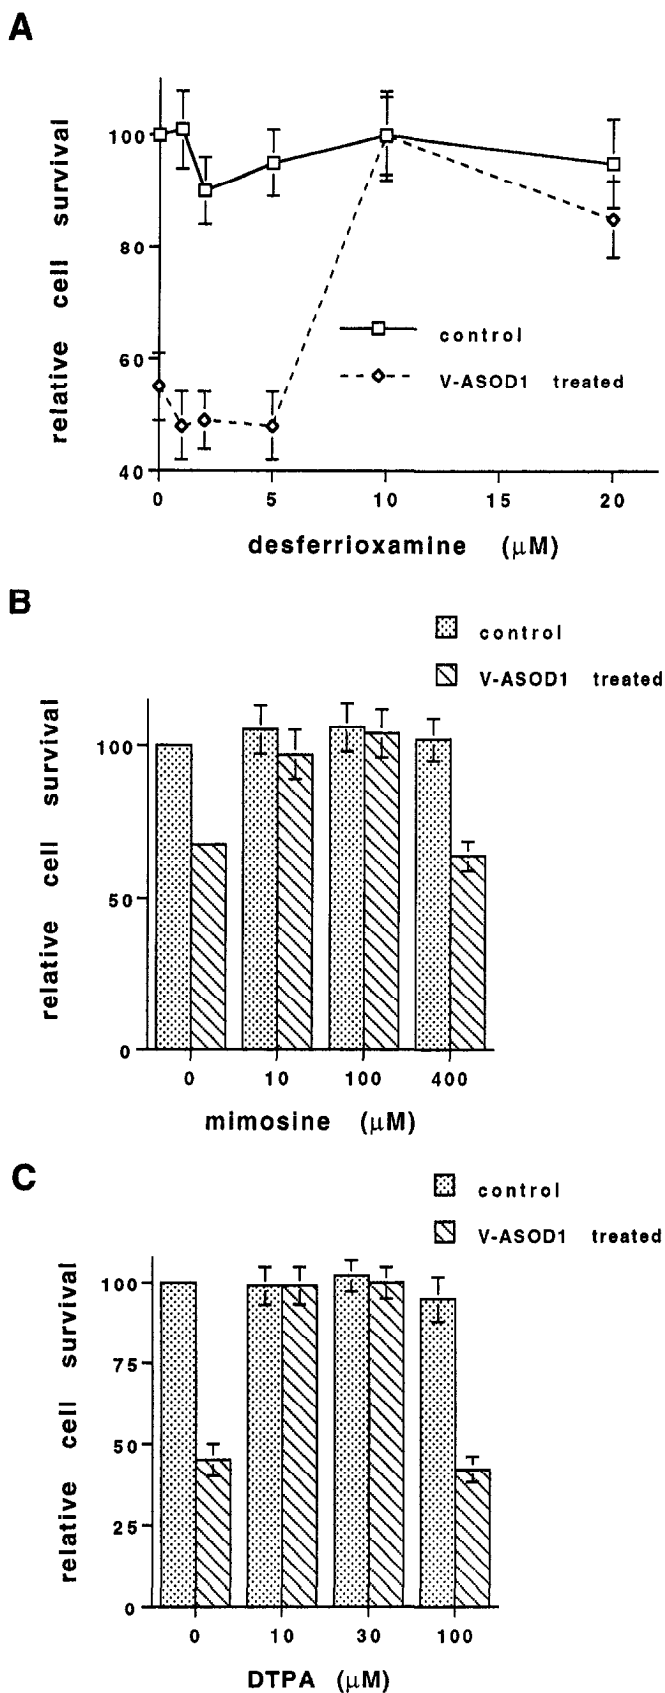 A
relative cell survival
100
80
60
40
control
V-ASOD1 treated
0 5 10 15 20
desferrioxamine (μM)
B
control
V-ASOD1 treated
relative cell survival
100
50
0
0 10 100 400
mimosine (μM)
C
control
V-ASOD1 treated
relative cell survival
100
75
50
25
0
0 10 30 100
DTPA (μM)